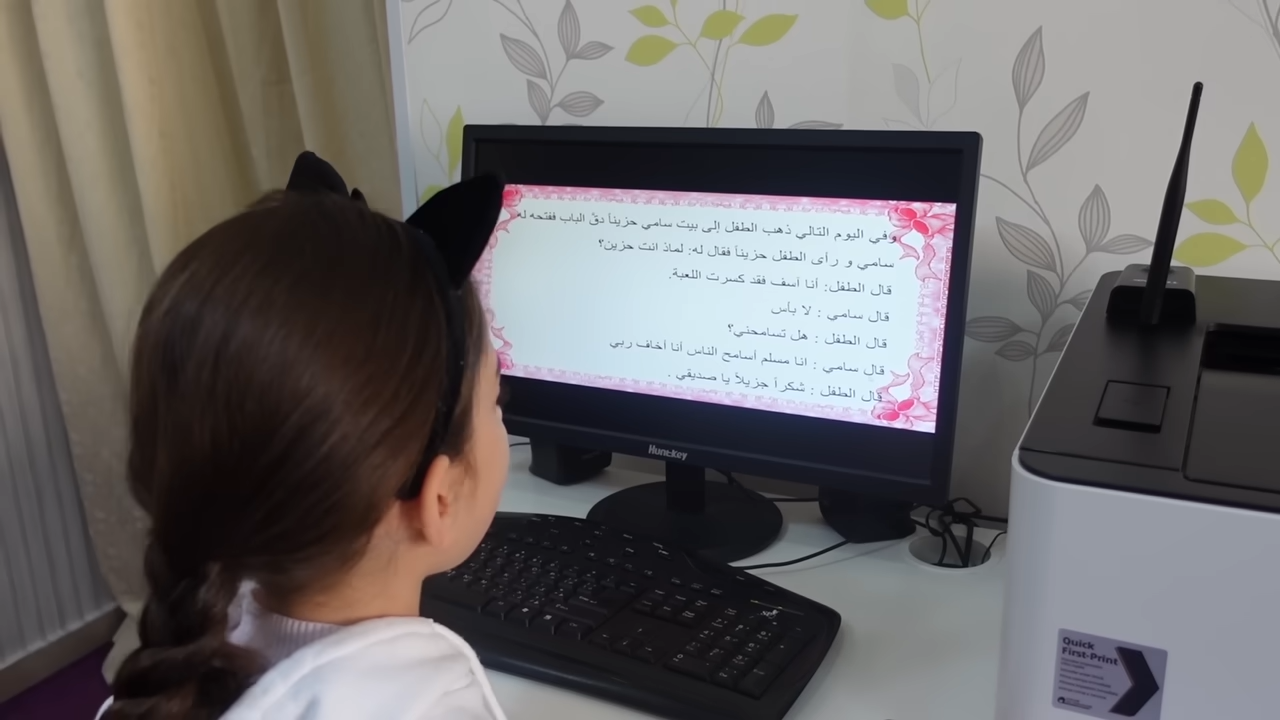 وفي اليوم التالي ذهب الطفل إلى بيت سامي حزيناً دقّ الباب ففتحه له
سامي و رأى الطفل حزيناً فقال له: لماذ انت حزين؟
قال الطفل: أنا آسف فقد كسرت اللعبة.
قال سامي : لا بأس
قال الطفل : هل تسامحني؟
قال سامي : انا مسلم أسامح الناس أنا أخاف ربي
قال الطفل : شكراً جزيلاً يا صديقي .
Huntkey
Quick
First-Print